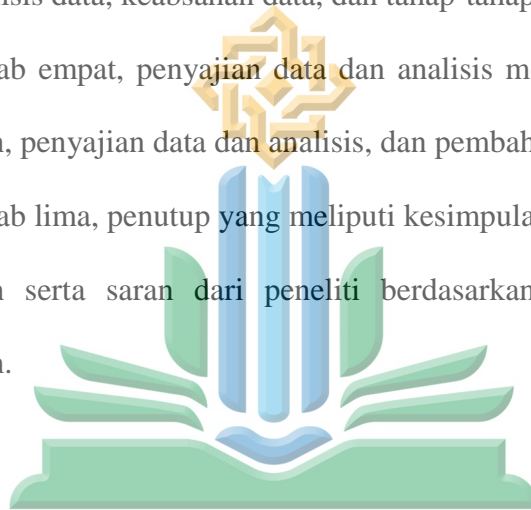 isis data, keabsahan data, dan tahap-tahap
ab empat, penyajian data dan analisis m
n, penyajian data dan analisis, dan pembah
ab lima, penutup yang meliputi kesimpula
n serta saran dari peneliti berdasarkan
n.